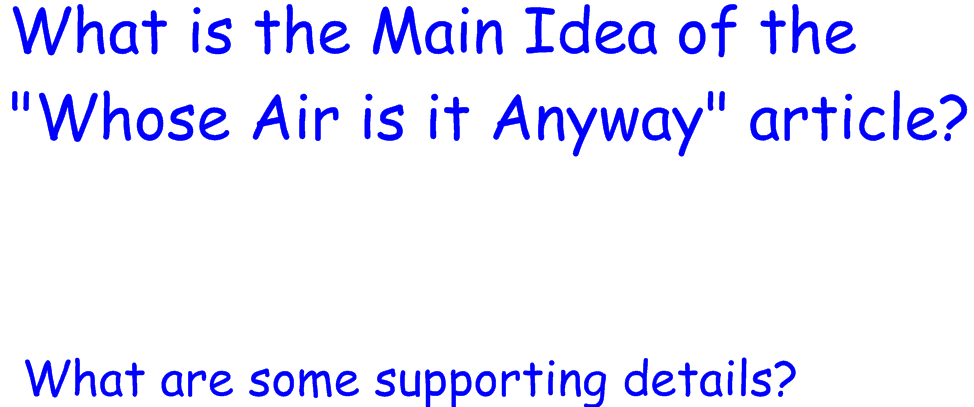 What is the Main Idea of the
"Whose Air is it Anyway" article?
What are some supporting details?